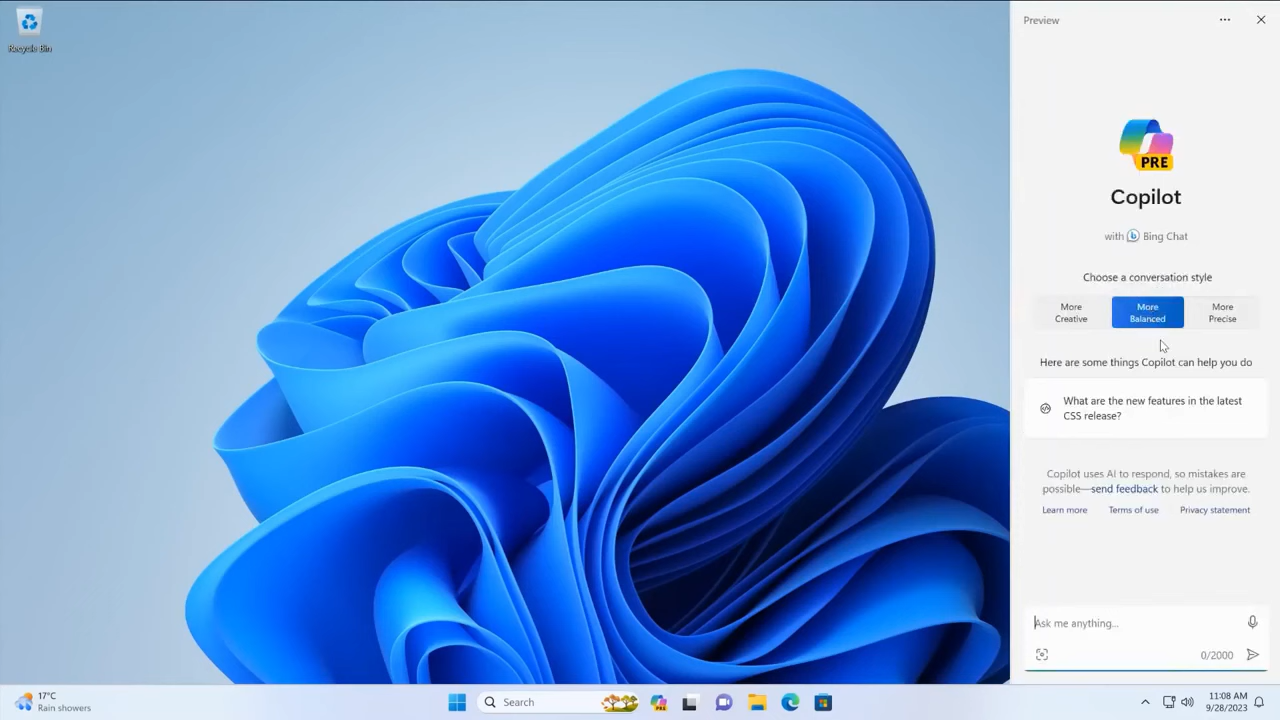 Recycle Bin
Preview
PRE
Copilot
with b Bing Chat
Choose a conversation style
More
Creative
More
Balanced
More
Precise
Here are some things Copilot can help you do
What are the new features in the latest
CSS release?
Copilot uses AI to respond, so mistakes are
possible—send feedback to help us improve.
Learn more Terms of use Privacy statement
Ask me anything...
0/2000
17°C
Rain showers
Search
PRE
11:08 AM
9/28/2023